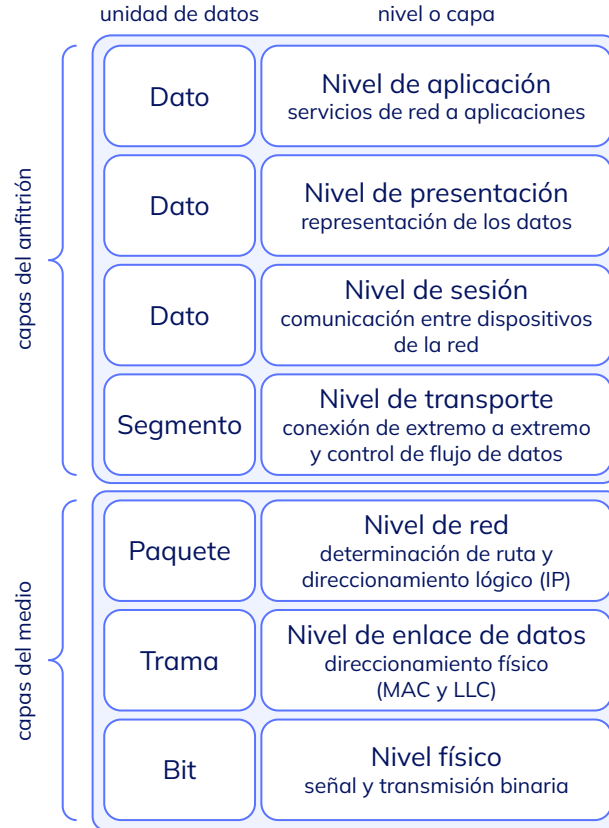 unidad de datos
nivel o capa
capas del anfitrión
Dato
Nivel de aplicación
servicios de red a aplicaciones
Dato
Nivel de presentación
representación de los datos
Dato
Nivel de sesión
comunicación entre dispositivos
de la red
Segmento
Nivel de transporte
conexión de extremo a extremo
y control de flujo de datos
capas del medio
Paquete
Nivel de red
determinación de ruta y
direccionamiento lógico (IP)
Trama
Nivel de enlace de datos
direccionamiento físico
(MAC y LLC)
Bit
Nivel físico
señal y transmisión binaria